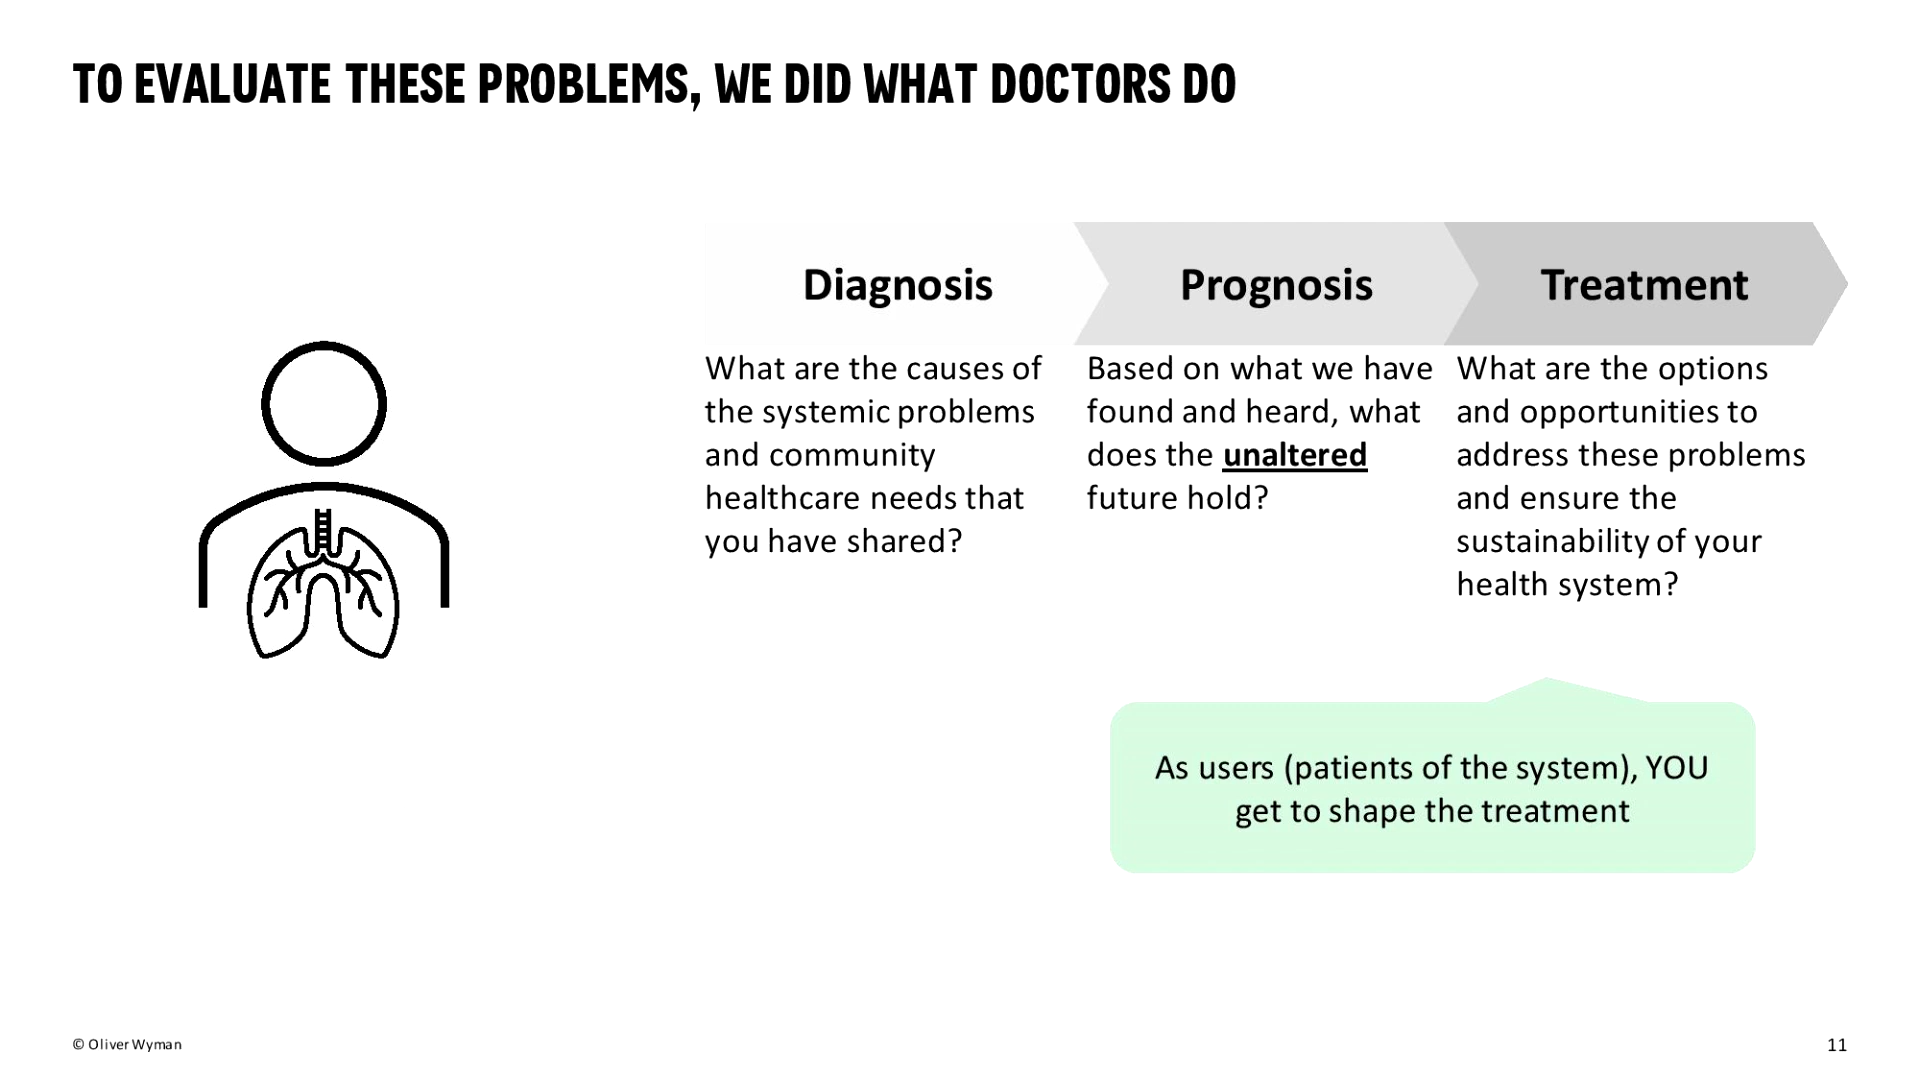 TO EVALUATE THESE PROBLEMS, WE DID WHAT DOCTORS DO
Diagnosis
What are the causes of
the systemic problems
and community
healthcare needs that
you have shared?
Prognosis
Based on what we have
found and heard, what
does the unaltered
future hold?
Treatment
What are the options
and opportunities to
address these problems
and ensure the
sustainability of your
health system?
As users (patients of the system), YOU
get to shape the treatment
© Oliver Wyman
11